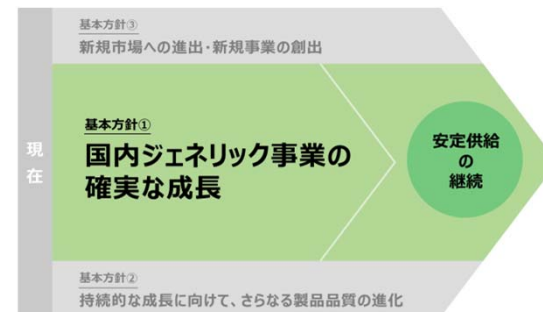 基本方針③
新規市場への進出・新規事業の創出
現在
基本方針①
国内ジェネリック事業の
確実な成長
安定供給
の
継続
基本方針②
持続的な成長に向けて、さらなる製品品質の進化